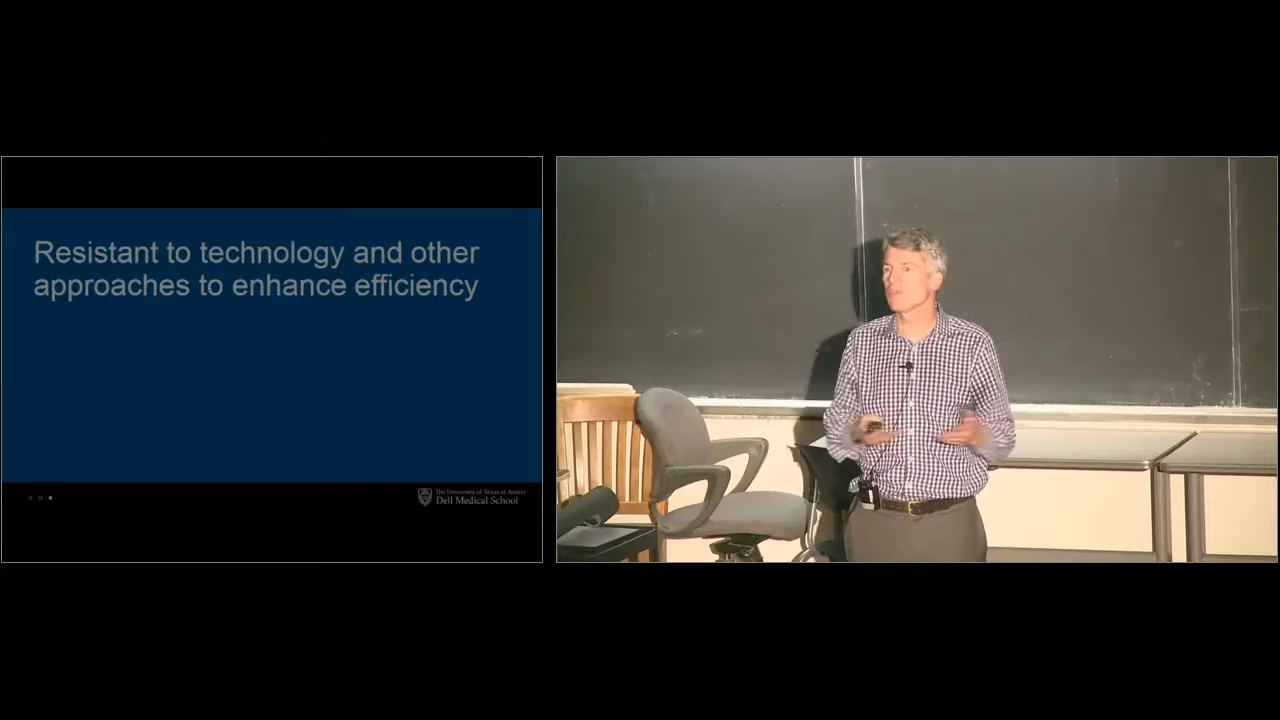 Resistant to technology and other
approaches to enhance efficiency
The University of Texas at Austin
Dell Medical School